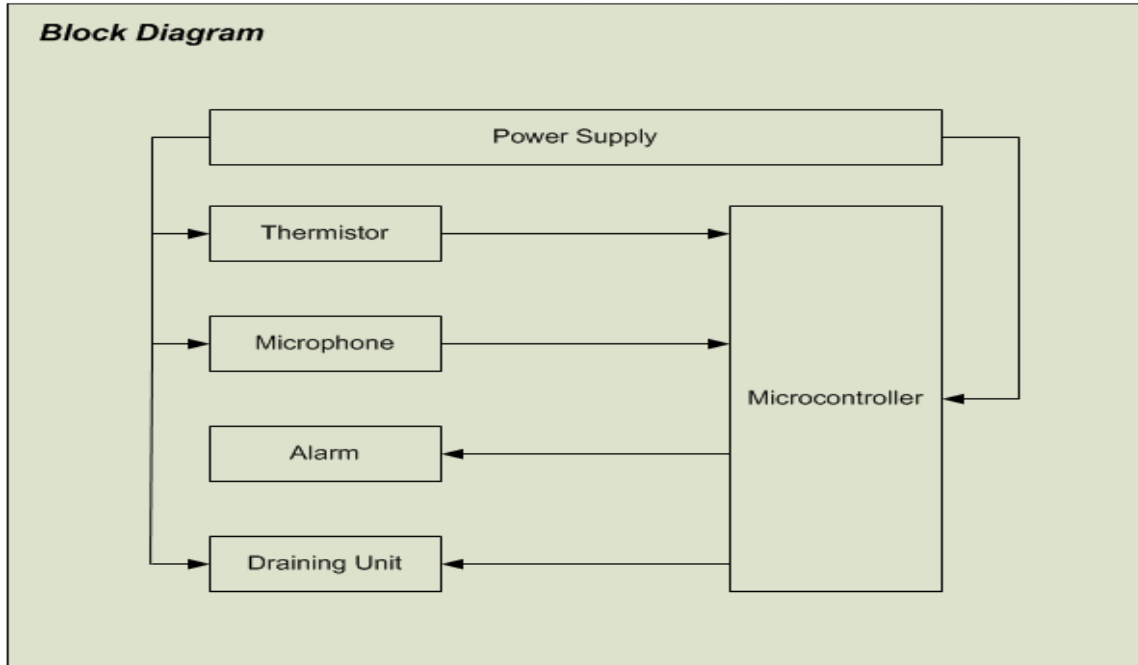 Block Diagram
Power Supply
Thermistor
Microphone
Microcontroller
Alarm
Draining Unit